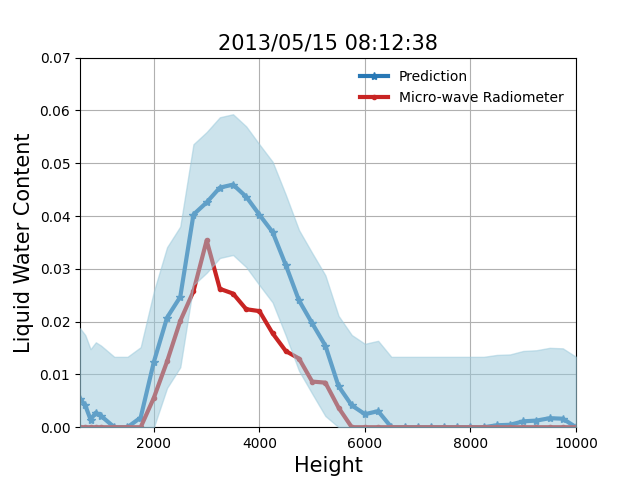 2013/05/15 08:12:38
Prediction
Micro-wave Radiometer
Liquid Water Content
0.07
0.06
0.05
0.04
0.03
0.02
0.01
0.00
2000 4000 6000 8000 10000
Height